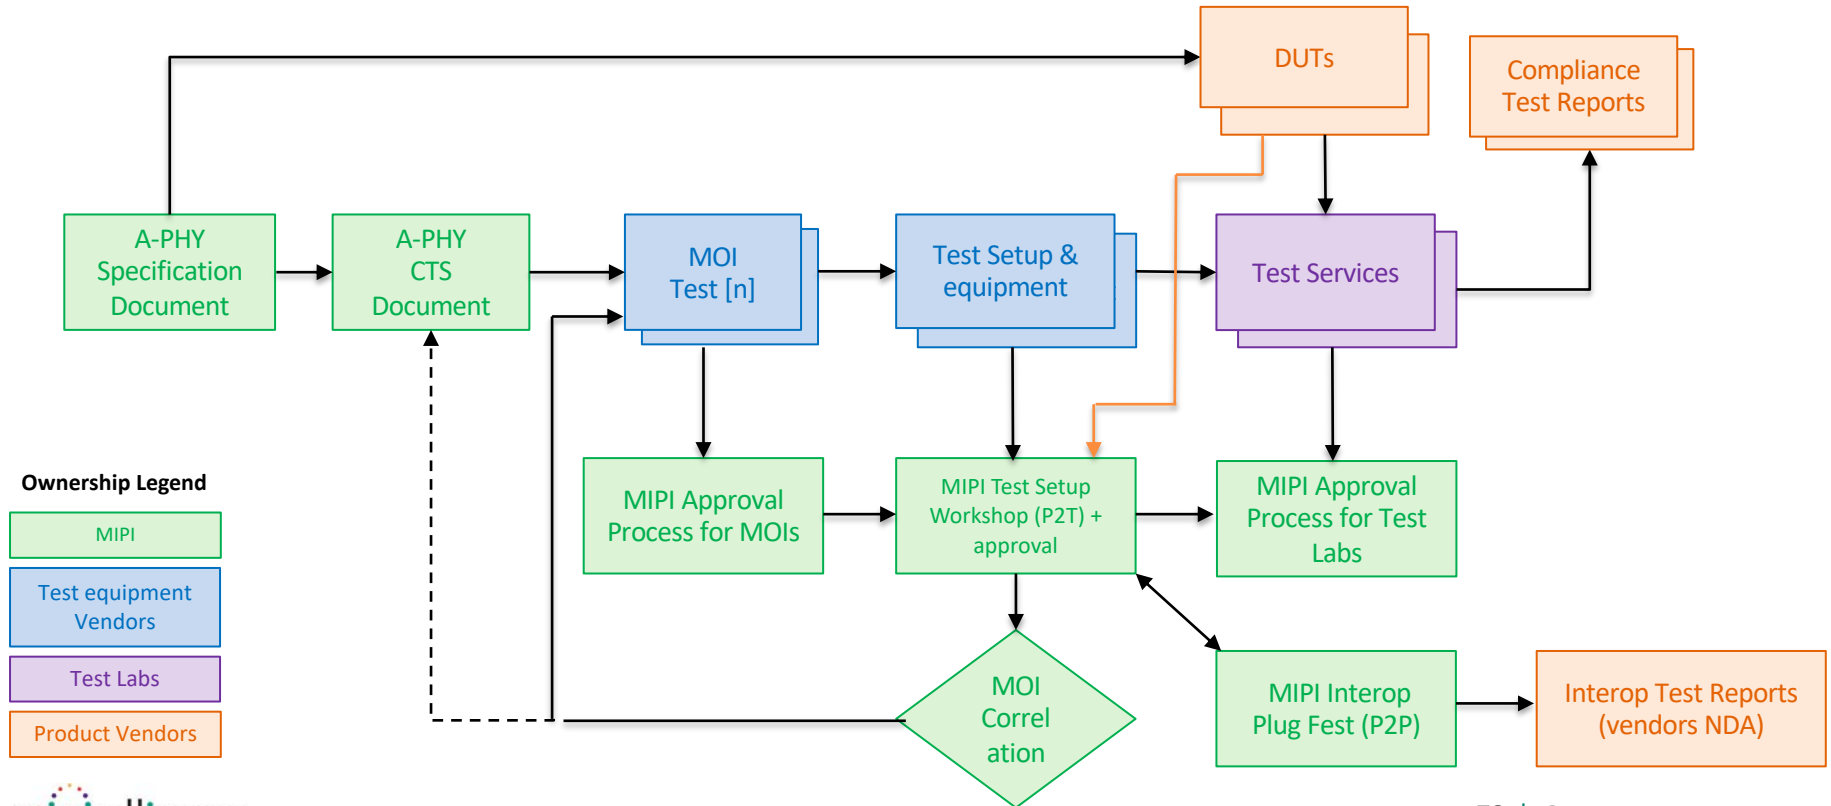 DUTs
Compliance
Test Reports
A-PHY
Specification
Document
A-PHY
CTS
Document
MOI
Test [n]
Test Setup &
equipment
Test Services
Ownership Legend
MIPI
Test equipment
Vendors
Test Labs
Product Vendors
MIPI Approval
Process for MOIs
MIPI Test Setup
Workshop (P2T) +
approval
MIPI Approval
Process for Test
Labs
MOI
Correl
ation
MIPI Interop
Plug Fest (P2P)
Interop Test Reports
(vendors NDA)